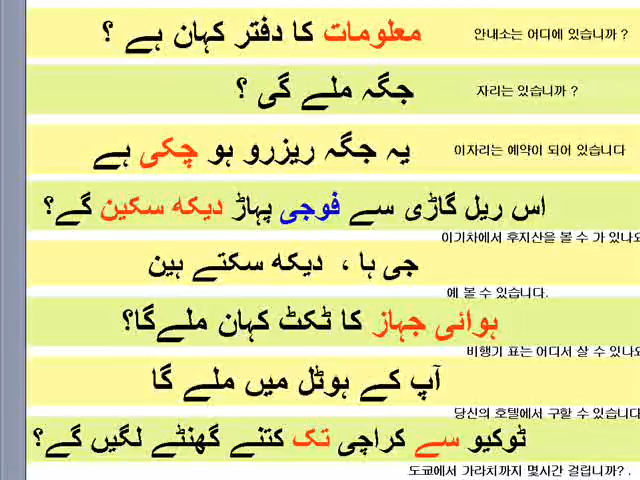 معلومات کا دفتر کہان ہے ؟
안내소는 어디에 있습니까 ?
جگہ ملے گی ؟
자리는 있습니까 ?
یہ جگہ ریزرو ہو چکی ہے
이자리는 예약이 되어 있습니다
اس ریل گاڑی سے فوجی پہاڑ دیکھ سکین گے؟
이기차에서 후지산을 볼 수 가 있나요
جی ہا ، دیکھ سکتے ہین
예 볼 수 있습니다.
ہوائی جہاز کا ٹکٹ کہان ملےگا؟
비행기 표는 어디서 살 수 있나요
آپ کے ہوٹل میں ملے گا
당신의 호텔에서 구할 수 있습니다
ٹوکیو سے کراچی تک کتنے گھنٹے لگیں گے؟
도쿄에서 가라치까지 몇시간 걸립니까? .